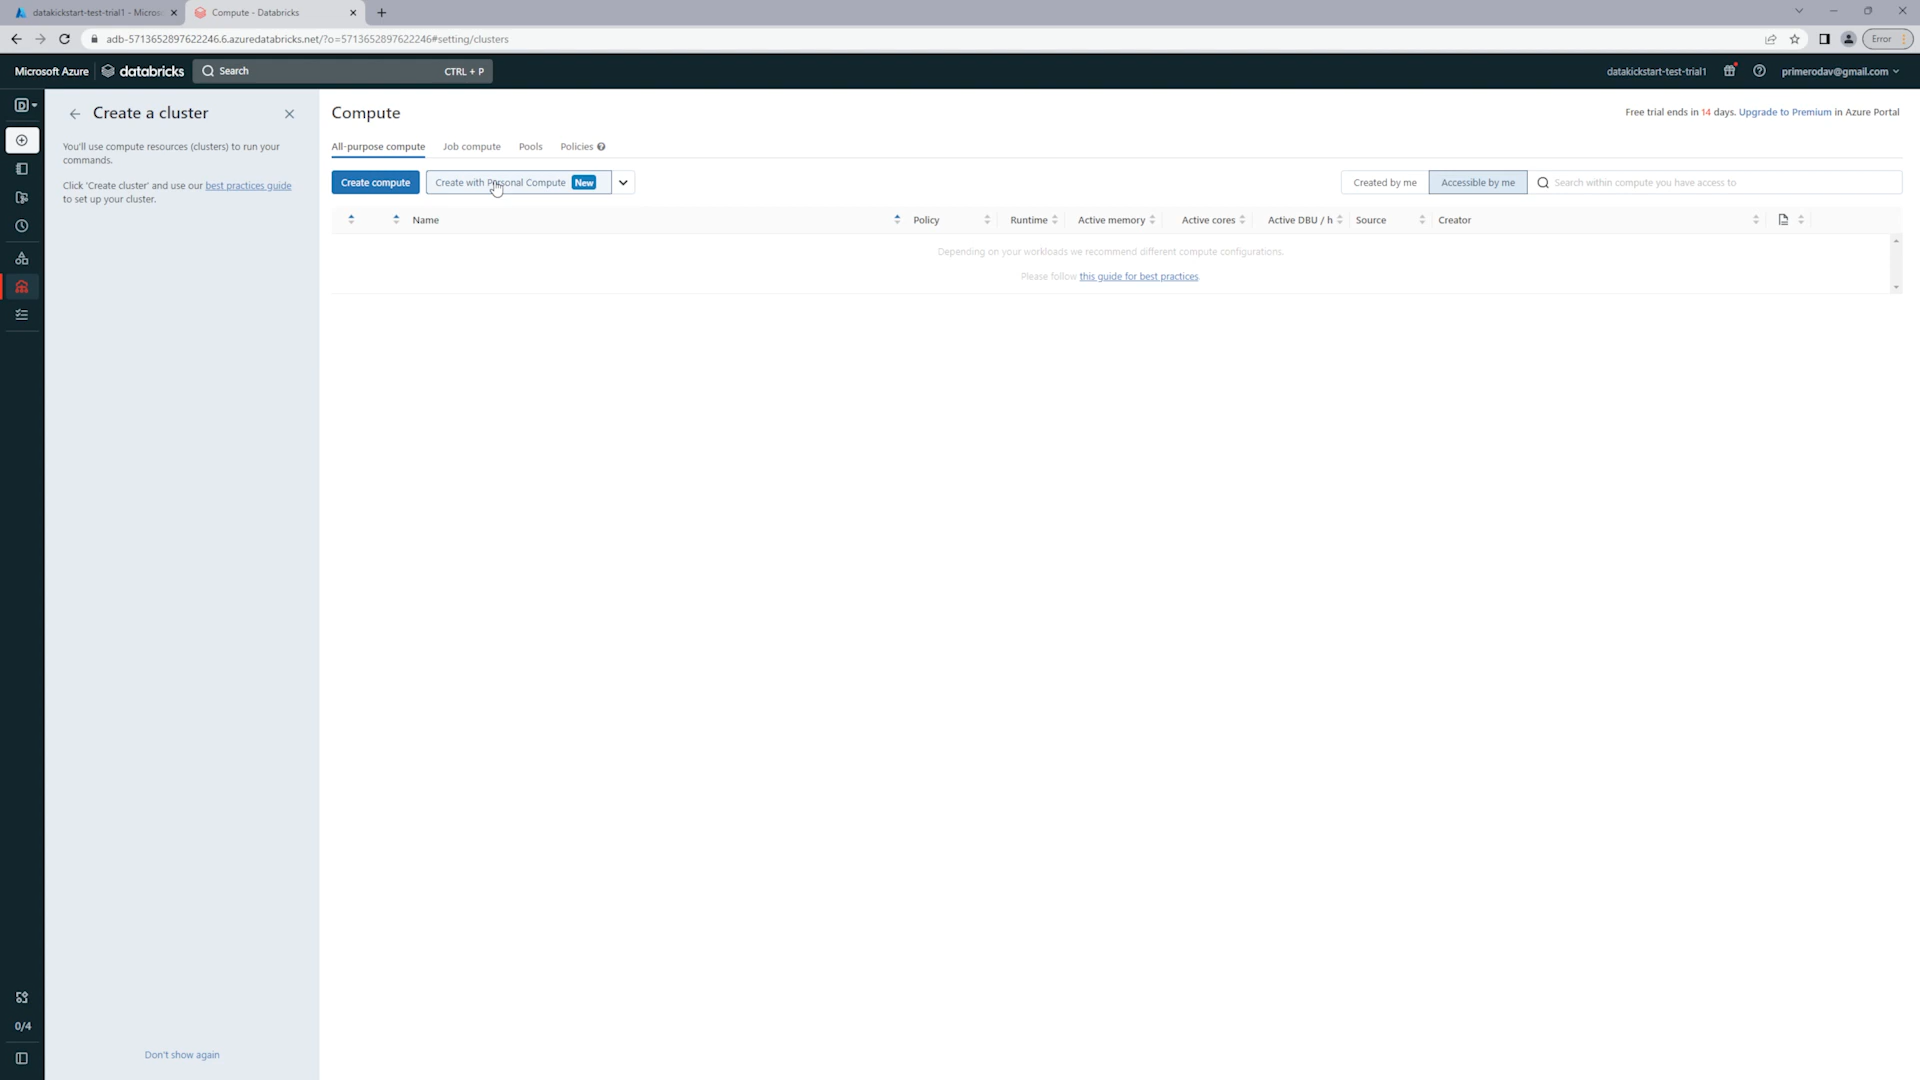 datakickstart-test-trial1 - Micros
Compute - Databricks
adb-5713652897622246.6.azuredatabricks.net/?o=5713652897622246#setting/clusters
Error
Microsoft Azure
databricks
Search
CTRL + P
datakickstart-test-trial1
primerodav@gmail.com
D
Create a cluster
You'll use compute resources (clusters) to run your
commands.
Click 'Create cluster' and use our best practices guide
to set up your cluster.
0/4
Don't show again
Compute
Free trial ends in 14 days. Upgrade to Premium in Azure Portal
All-purpose compute
Job compute
Pools
Policies
Create compute
Create with Personal Compute
New
Created by me
Accessible by me
Search within compute you have access to
Name
Policy
Runtime
Active memory
Active cores
Active DBU / h
Source
Creator
Depending on your workloads we recommend different compute configurations.
Please follow this guide for best practices.